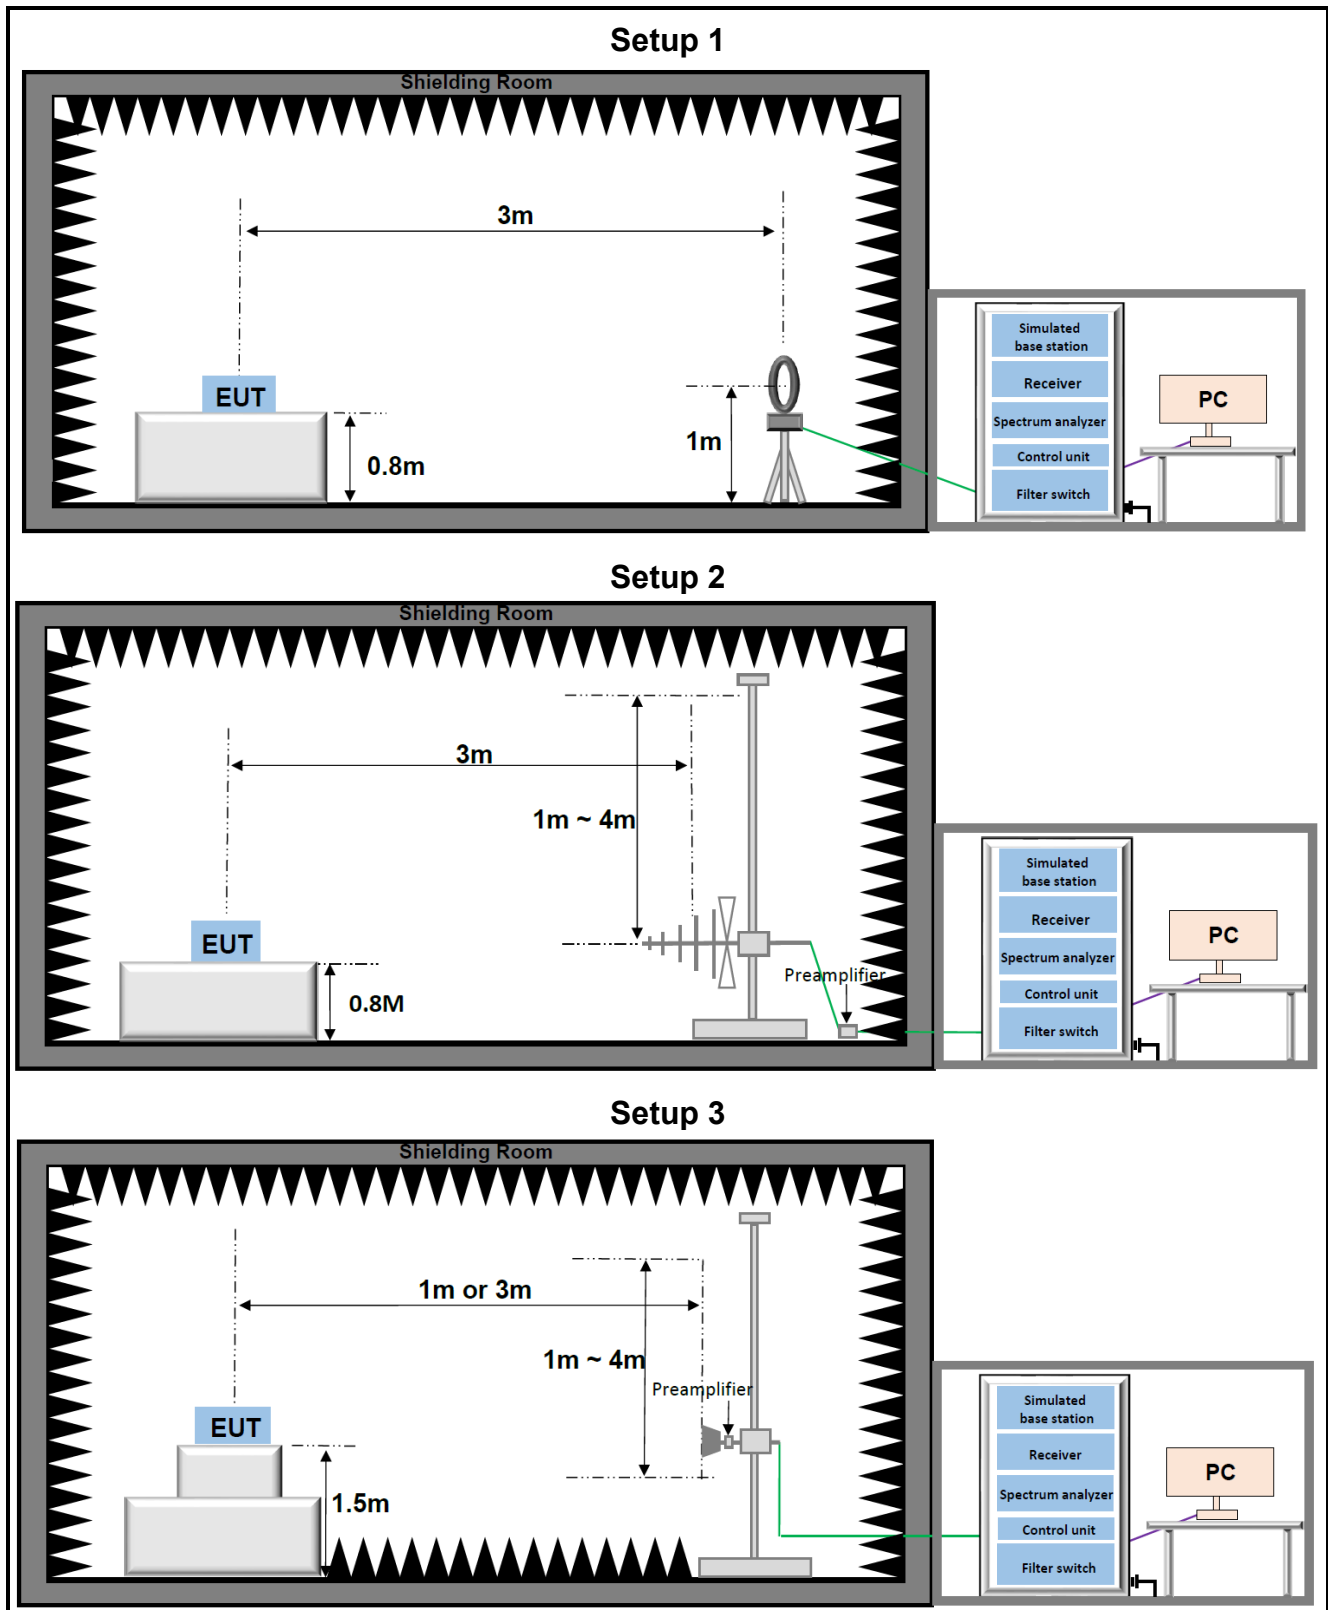 Setup 1
Shielding Room
3m
EUT
0.8m
1m
Simulated
base station
Receiver
Spectrum analyzer
Control unit
Filter switch
PC
Setup 2
Shielding Room
3m
1m ~ 4m
EUT
0.8M
Preamplifier
Simulated
base station
Receiver
Spectrum analyzer
Control unit
Filter switch
PC
Setup 3
Shielding Room
1m or 3m
1m ~ 4m
Preamplifier
EUT
1.5m
Simulated
base station
Receiver
Spectrum analyzer
Control unit
Filter switch
PC